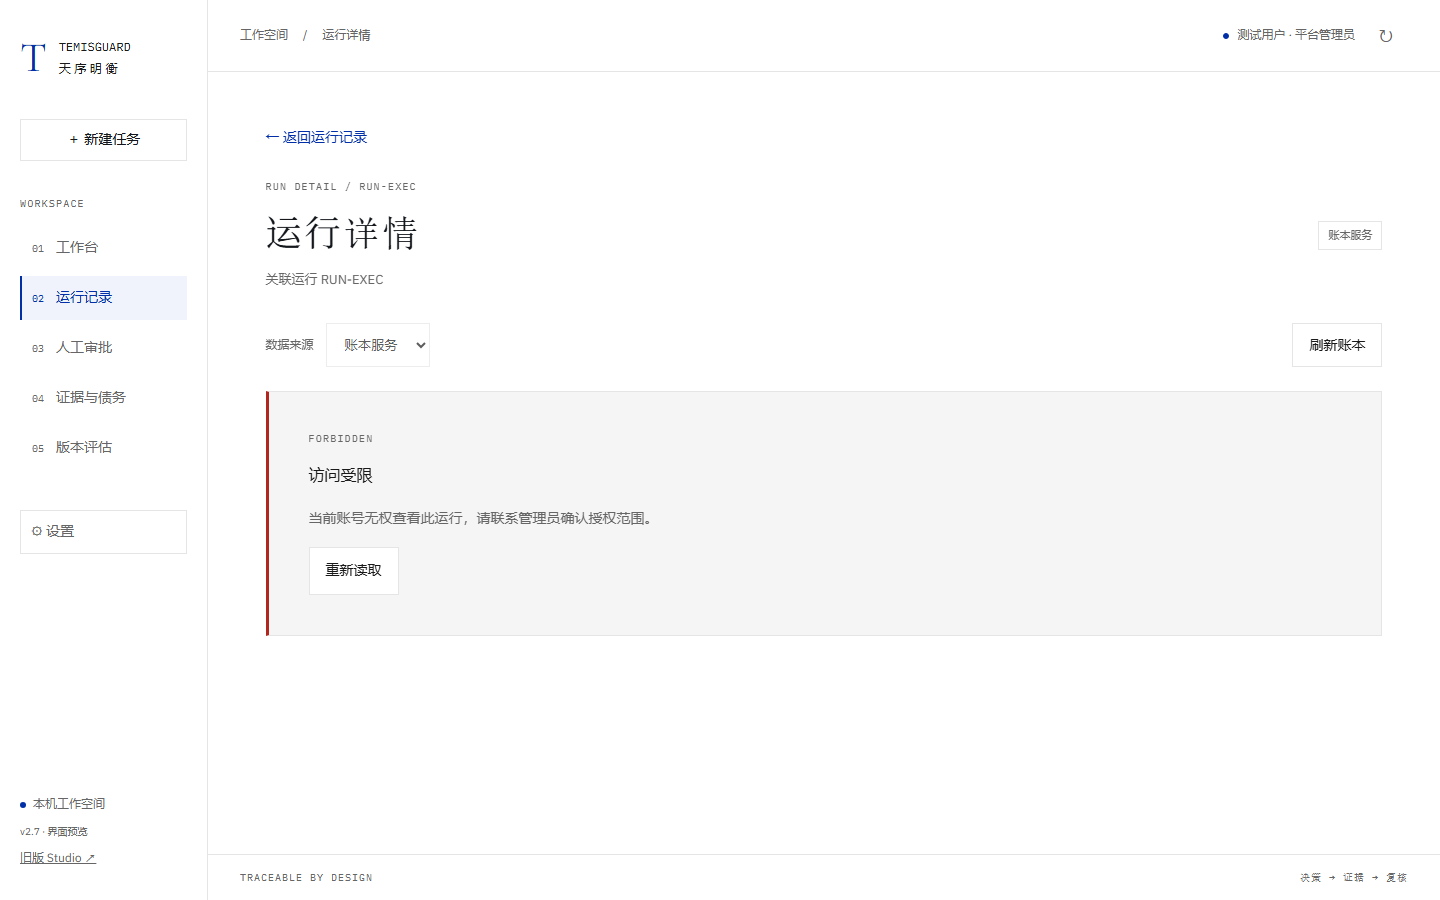 T
TEMISGUARD
天序明衡
+ 新建任务
WORKSPACE
01 工作台
02 运行记录
03 人工审批
04 证据与债务
05 版本评估
⚙ 设置
本机工作空间
v2.7 · 界面预览
旧版 Studio ↗
工作空间 / 运行详情
测试用户 · 平台管理员 ↻
← 返回运行记录
RUN DETAIL / RUN-EXEC
运行详情
账本服务
关联运行 RUN-EXEC
数据来源 账本服务
刷新账本
FORBIDDEN
访问受限
当前账号无权查看此运行，请联系管理员确认授权范围。
重新读取
TRACEABLE BY DESIGN
决策 → 证据 → 复核